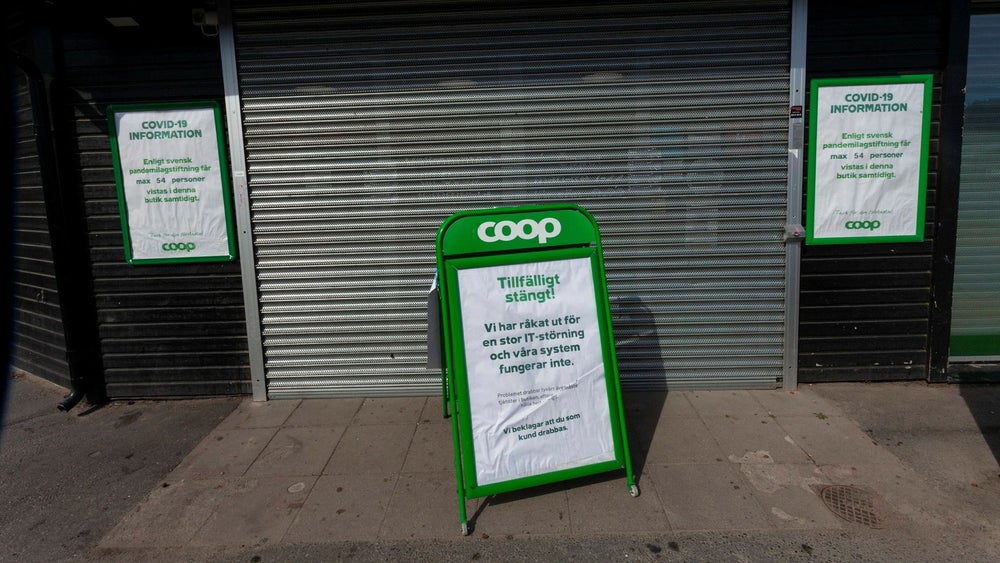 COVID-19
INFORMATION
Enligt svensk
pandemilagstiftning får
max 54 personer
vistas i denna
butik samtidigt.
coop
coop
Tillfälligt
stängt!
Vi har råkat ut för
en stor IT-störning
och våra system
fungerar inte.
Problemet drabbar
Vi beklagar att du som
kund drabbas.
COVID-19
INFORMATION
Enligt svensk
pandemilagstiftning får
max 54 personer
vistas i denna
butik samtidigt.
coop